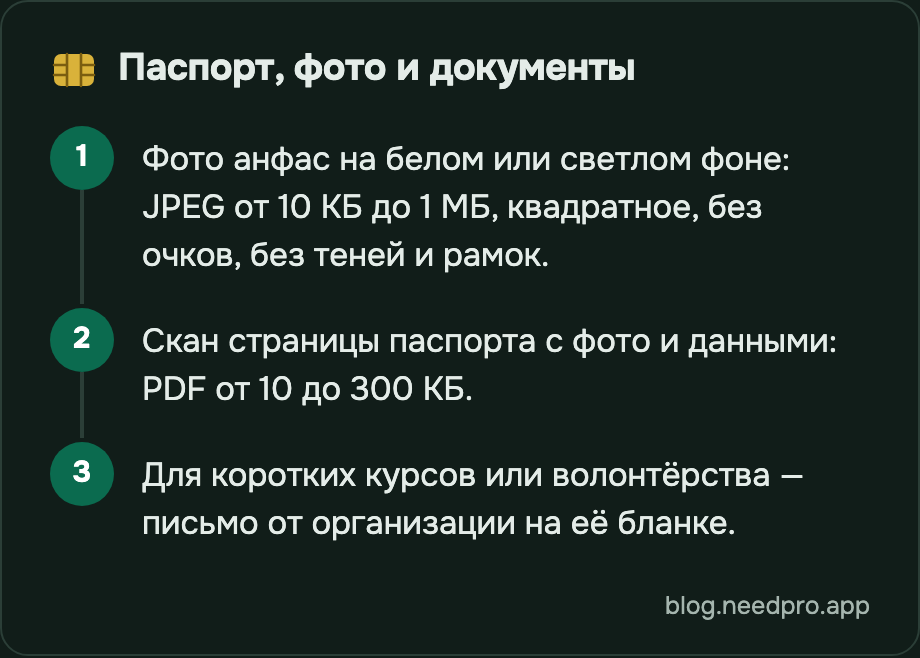 Паспорт, фото и документы
1
Фото анфас на белом или светлом фоне:
JPEG от 10 КБ до 1 МБ, квадратное, без
очков, без теней и рамок.
2
Скан страницы паспорта с фото и данными:
PDF от 10 до 300 КБ.
3
Для коротких курсов или волонтёрства —
письмо от организации на её бланке.
blog.needpro.app